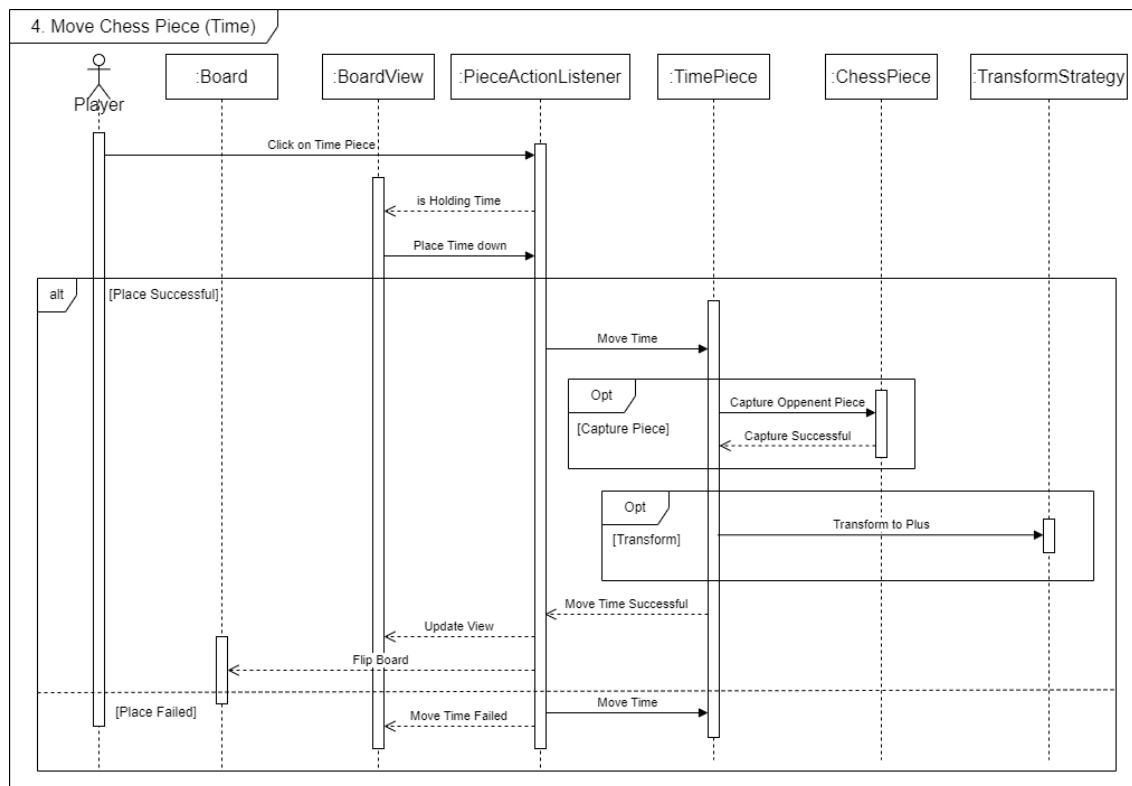 4. Move Chess Piece (Time)
Player
:Board
:BoardView
:PieceActionListener
:TimePiece
:ChessPiece
:TransformStrategy
Click on Time Piece
is Holding Time
Place Time down
alt
[Place Successful]
Move Time
Opt
[Capture Piece]
Capture Oppenent Piece
Capture Successful
Opt
[Transform]
Transform to Plus
Move Time Successful
Update View
Flip Board
[Place Failed]
Move Time
Move Time Failed